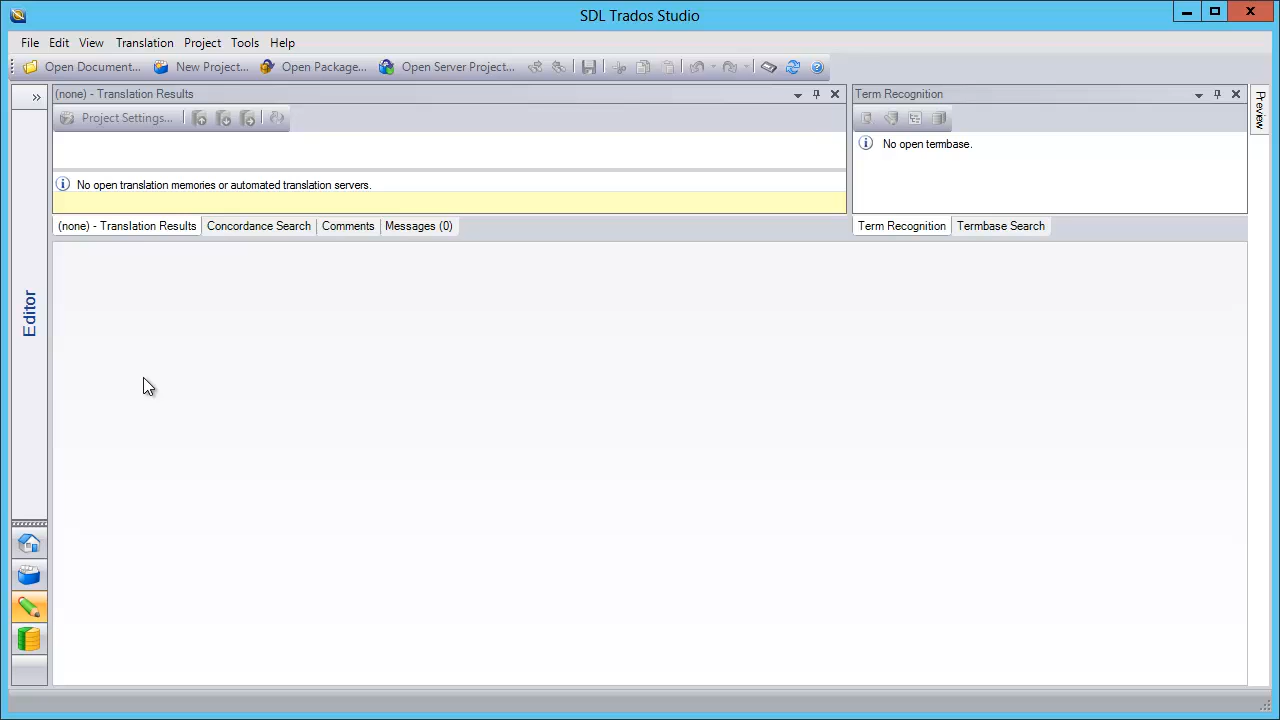 SDL Trados Studio
File Edit View Translation Project Tools Help
Open Document... New Project... Open Package... Open Server Project...
(none) - Translation Results
Project Settings...
No open translation memories or automated translation servers.
(none) - Translation Results Concordance Search Comments Messages (0)
Term Recognition
No open termbase.
Term Recognition Termbase Search
Preview
Editor